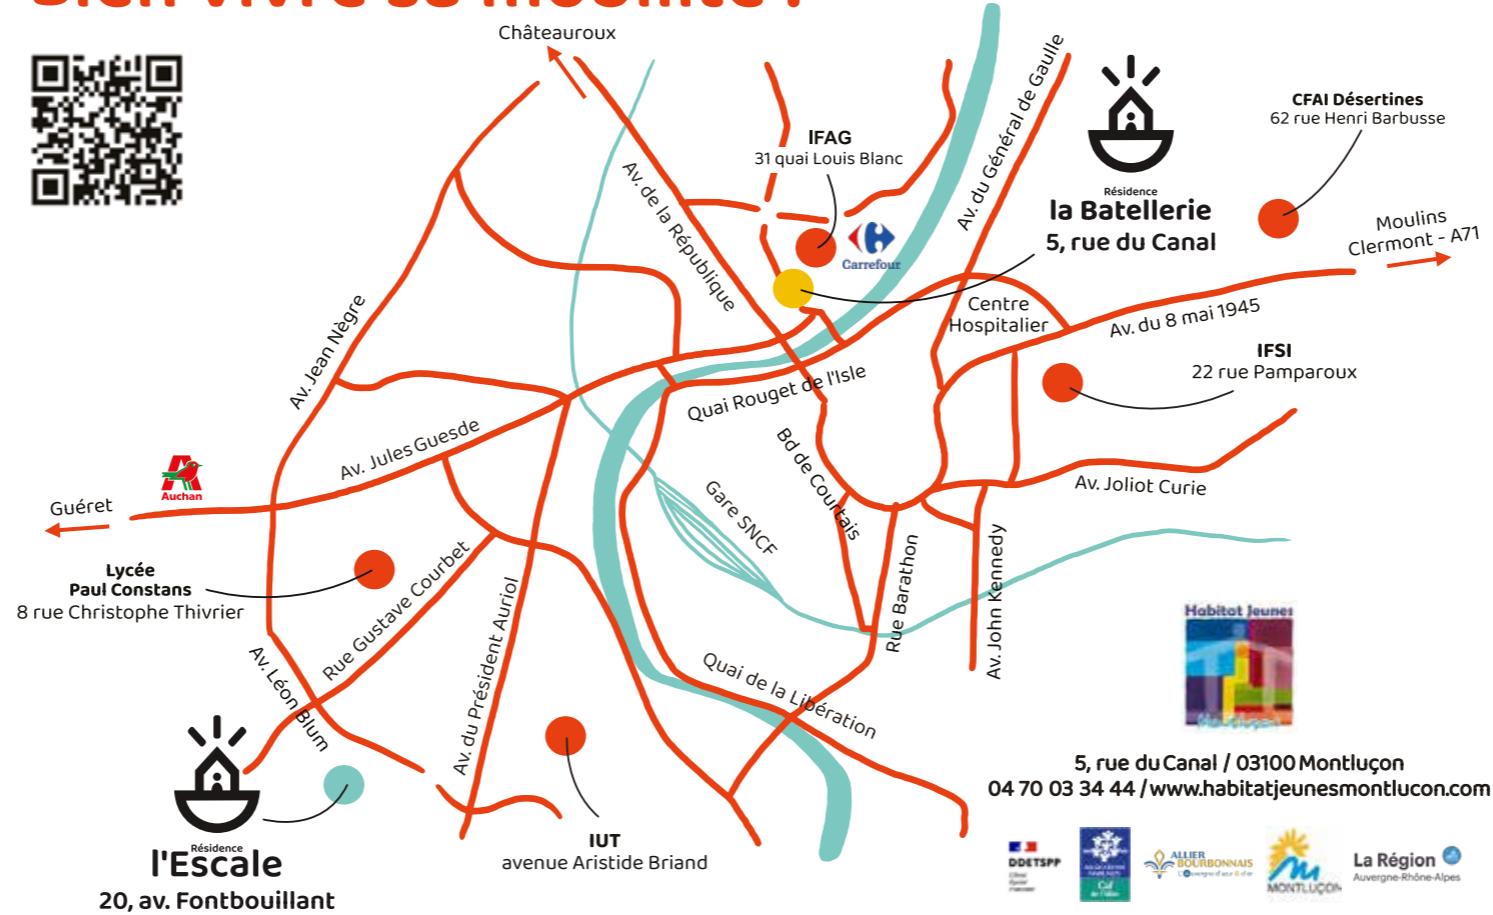 Bien vivre sa mobilité !
Châteauroux
CFAI Désertines
62 rue Henri Barbusse
IFAG
31 quai Louis Blanc
Av. du Général de Gaulle
Av. de la République
Résidence
la Batellerie
5, rue du Canal
Moulins
Clermont - A71
Carrefour
Centre
Hospitalier
Av. du 8 mai 1945
Av. Jean Nègre
IFSI
22 rue Pamparoux
Quai Rouget de l'Isle
Av. Jules Guesde
Bd de Courtais
Auchan
Guéret
Gare SNCF
Av. Joliot Curie
Lycée
Paul Constans
8 rue Christophe Thivrier
Rue Gustave Courbet
Av. du Président Auriol
Rue Barathon
Av. John Kennedy
Av. Léon Blum
Quai de la Libération
Habitat Jeunes
Montluçon
5, rue du Canal / 03100 Montluçon
04 70 03 34 44 / www.habitatjeunesmontlucon.com
Résidence
l'Escale
20, av. Fontbouillant
IUT
avenue Aristide Briand
DDETSPP
Caf
ALLIER
BOURBONNAIS
MONTLUÇON
La Région
Auvergne-Rhône-Alpes